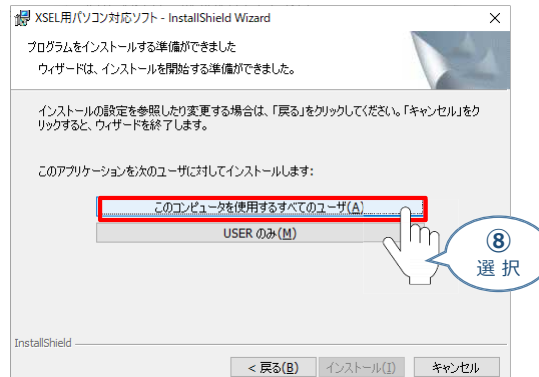 XSEL用パソコン対応ソフト - InstallShield Wizard
プログラムをインストールする準備ができました
ウィザードは、インストールを開始する準備ができました。
インストールの設定を参照したり変更する場合は、「戻る」をクリックしてください。「キャンセル」をク
リックすると、ウィザードを終了します。
このアプリケーションを次のユーザに対してインストールします:
このコンピュータを使用するすべてのユーザ(A)
USER のみ(M)
⑧
選 択
InstallShield
< 戻る(B)
インストール(I)
キャンセル